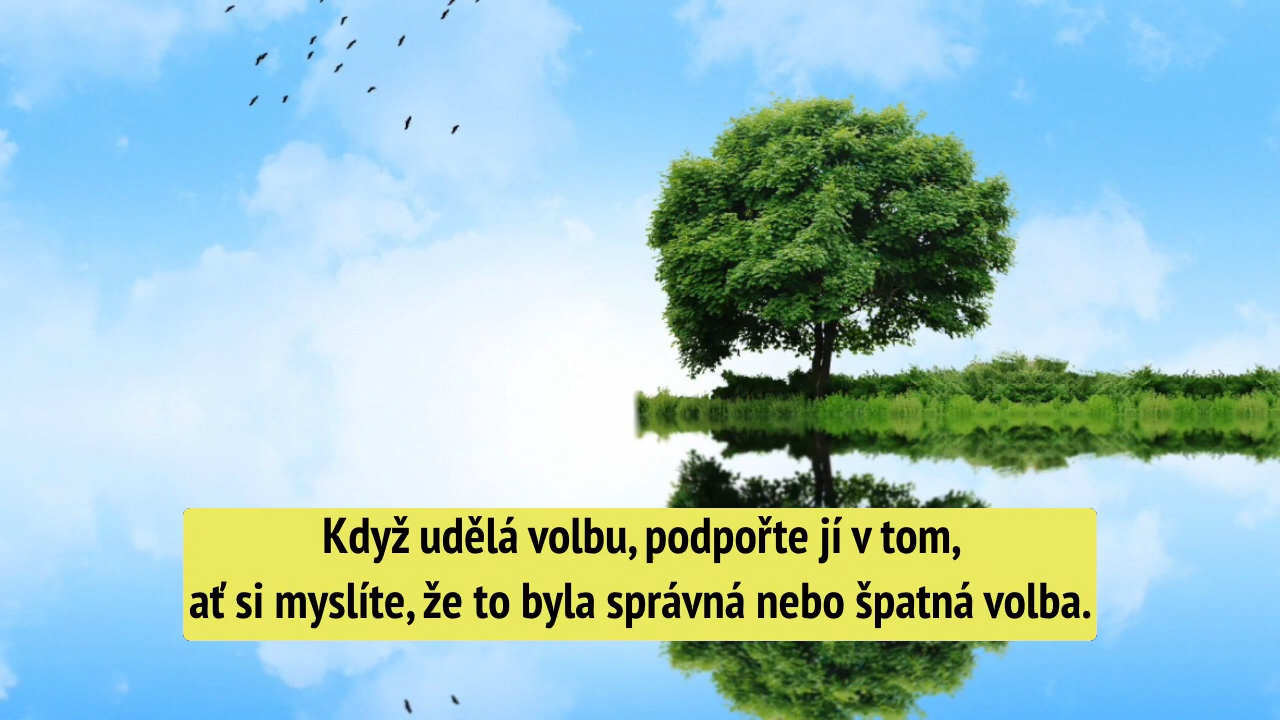 Když udělá volbu, podpořte jí v tom,
ať si myslíte, že to byla správná nebo špatná volba.